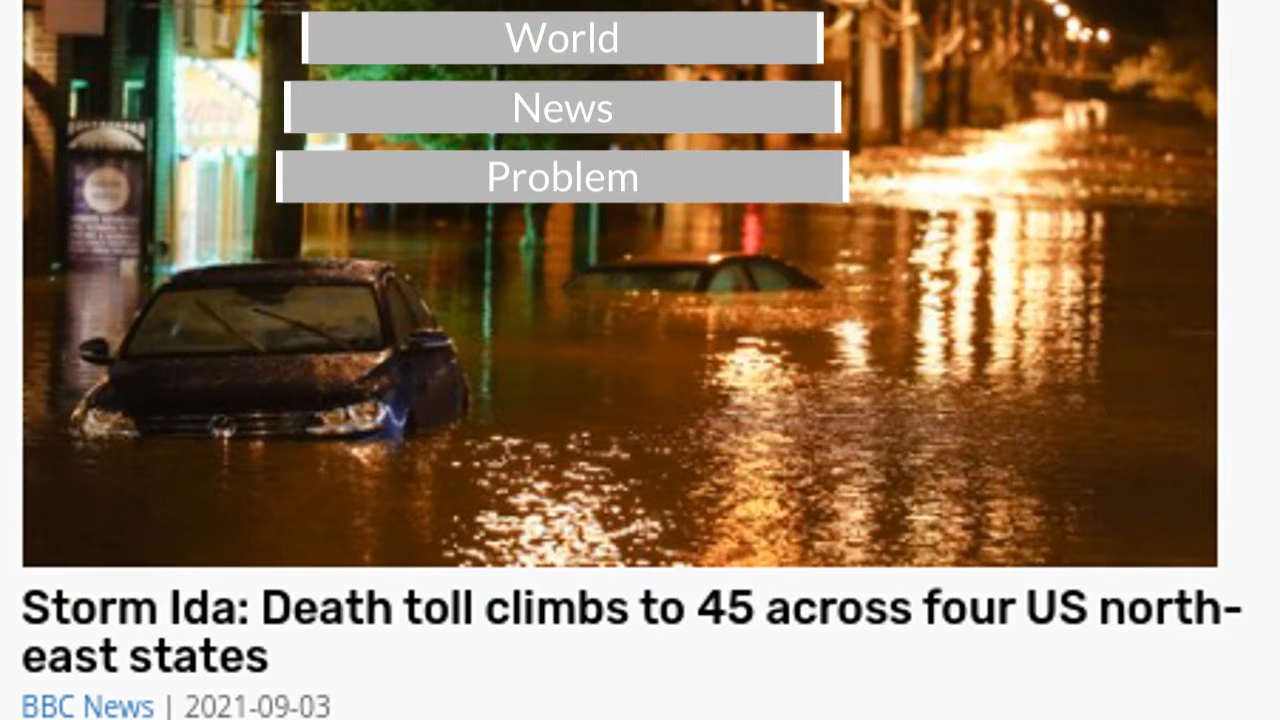 World
News
Problem
Storm Ida: Death toll climbs to 45 across four US north-
east states
BBC News | 2021-09-03